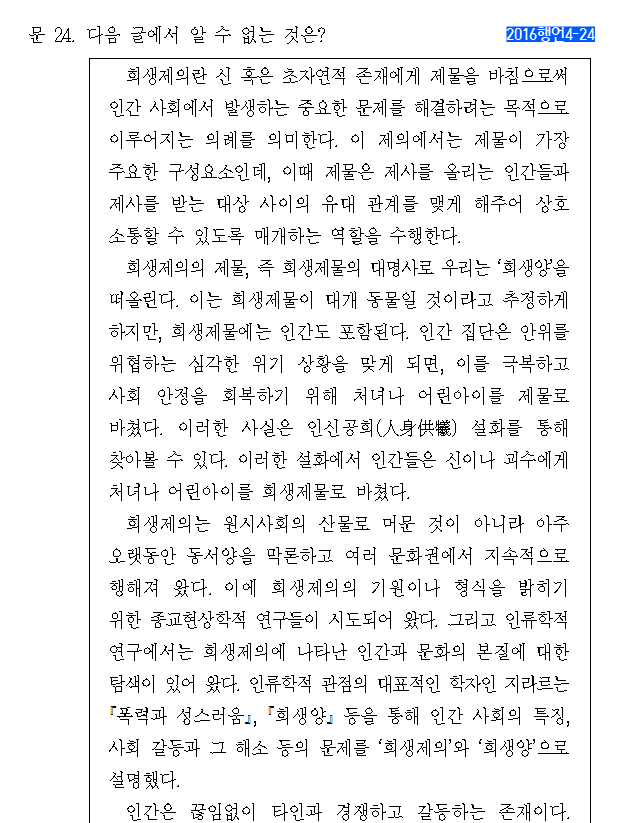 문 24. 다음 글에서 알 수 없는 것은?
2016행언4-24
희생제의란 신 혹은 초자연적 존재에게 제물을 바침으로써
인간 사회에서 발생하는 중요한 문제를 해결하려는 목적으로
이루어지는 의례를 의미한다. 이 제의에서는 제물이 가장
주요한 구성요소인데, 이때 제물은 제사를 올리는 인간들과
제사를 받는 대상 사이의 유대 관계를 맺게 해주어 상호
소통할 수 있도록 매개하는 역할을 수행한다.
희생제의의 제물, 즉 희생제물의 대명사로 우리는 ‘희생양’을
떠올린다. 이는 희생제물이 대개 동물일 것이라고 추정하게
하지만, 희생제물에는 인간도 포함된다. 인간 집단은 안위를
위협하는 심각한 위기 상황을 맞게 되면, 이를 극복하고
사회 안정을 회복하기 위해 처녀나 어린아이를 제물로
바쳤다. 이러한 사실은 인신공희(人身供犧) 설화를 통해
찾아볼 수 있다. 이러한 설화에서 인간들은 신이나 괴수에게
처녀나 어린아이를 희생제물로 바쳤다.
희생제의는 원시사회의 산물로 머문 것이 아니라 아주
오랫동안 동서양을 막론하고 여러 문화권에서 지속적으로
행해져 왔다. 이에 희생제의의 기원이나 형식을 밝히기
위한 종교현상학적 연구들이 시도되어 왔다. 그리고 인류학적
연구에서는 희생제의에 나타난 인간과 문화의 본질에 대한
탐색이 있어 왔다. 인류학적 관점의 대표적인 학자인 지라르는
『폭력과 성스러움』, 『희생양』 등을 통해 인간 사회의 특징,
사회 갈등과 그 해소 등의 문제를 ‘희생제의’와 ‘희생양’으로
설명했다.
인간은 끊임없이 타인과 경쟁하고 갈등하는 존재이다.